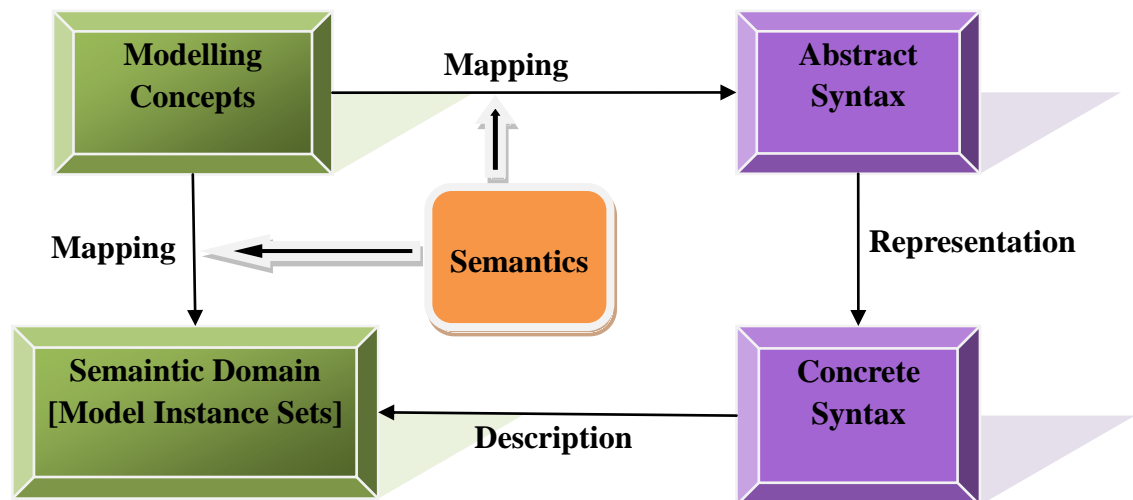 Modelling
Concepts
Mapping
Abstract
Syntax
Mapping
Semantics
Representation
Semaintic Domain
[Model Instance Sets]
Description
Concrete
Syntax